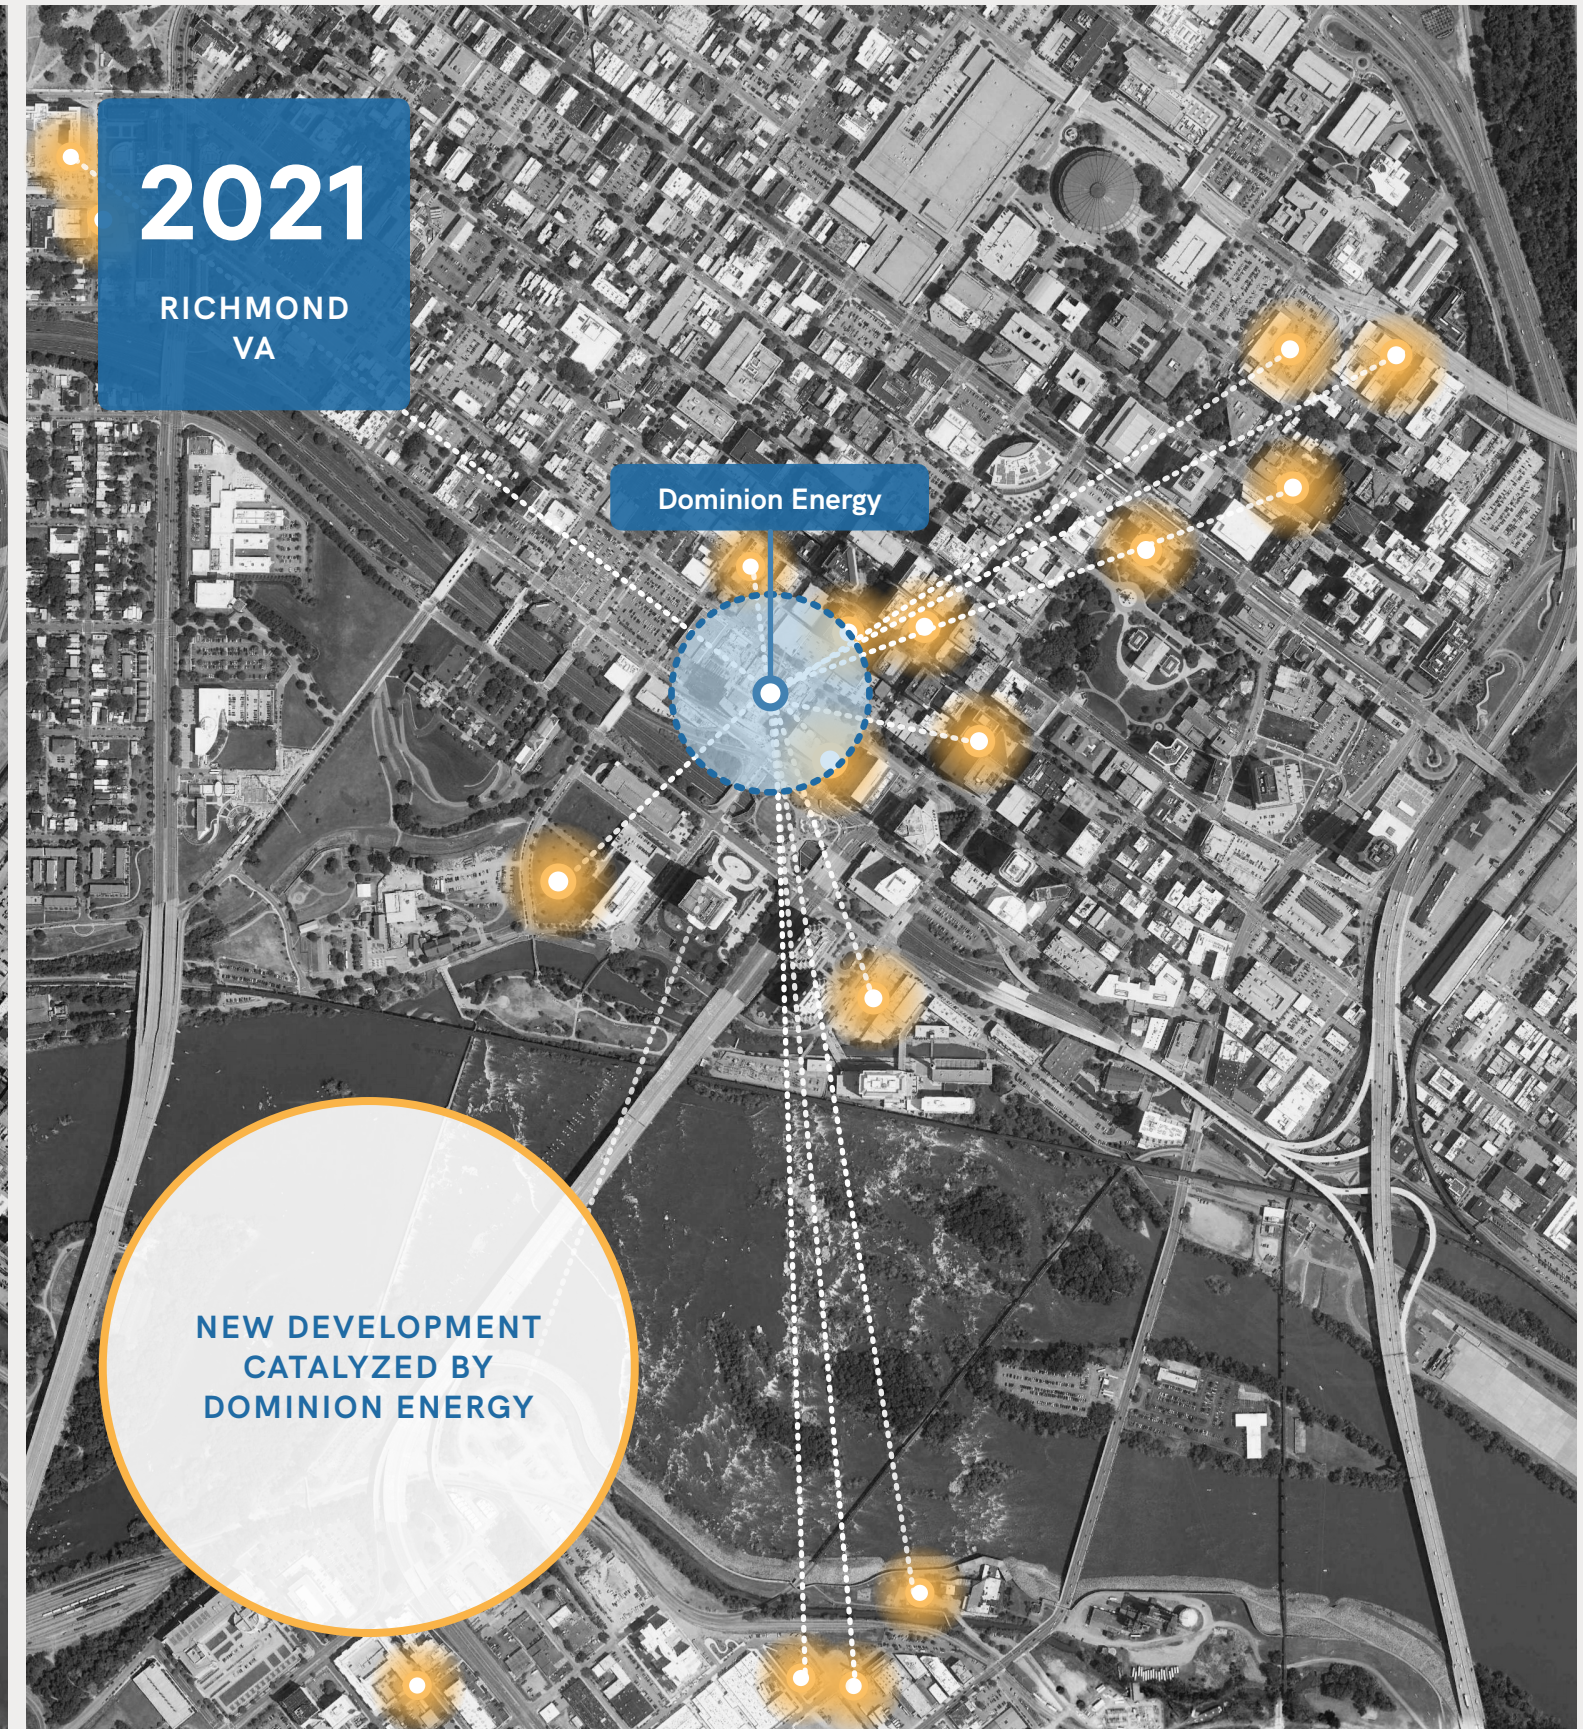 2021
RICHMOND
VA
Dominion Energy
NEW DEVELOPMENT
CATALYZED BY
DOMINION ENERGY